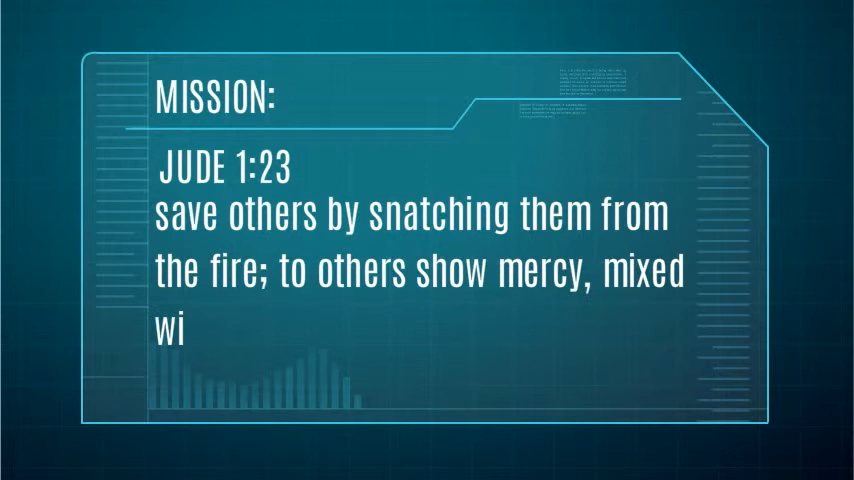 MISSION:
JUDE 1:23
save others by snatching them from
the fire; to others show mercy, mixed
wi